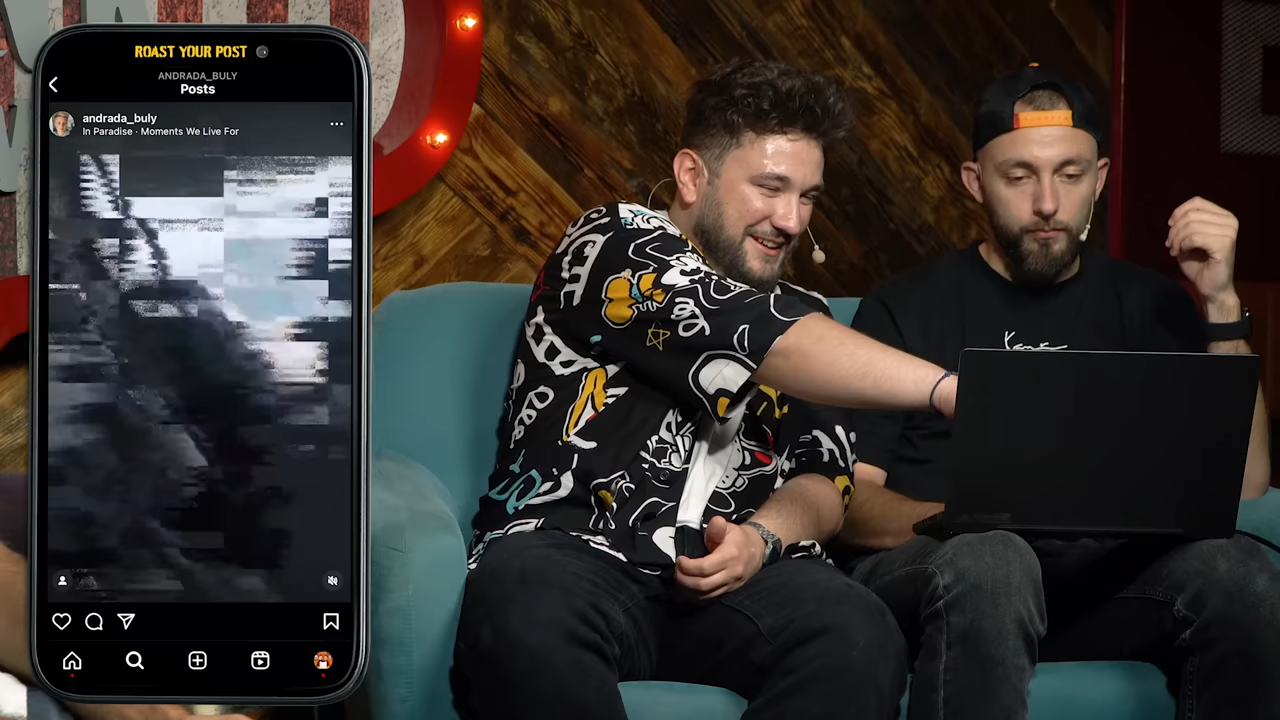 ROAST YOUR POST
ANDRADA_BULY
Posts
andrada_buly
In Paradise · Moments We Live For